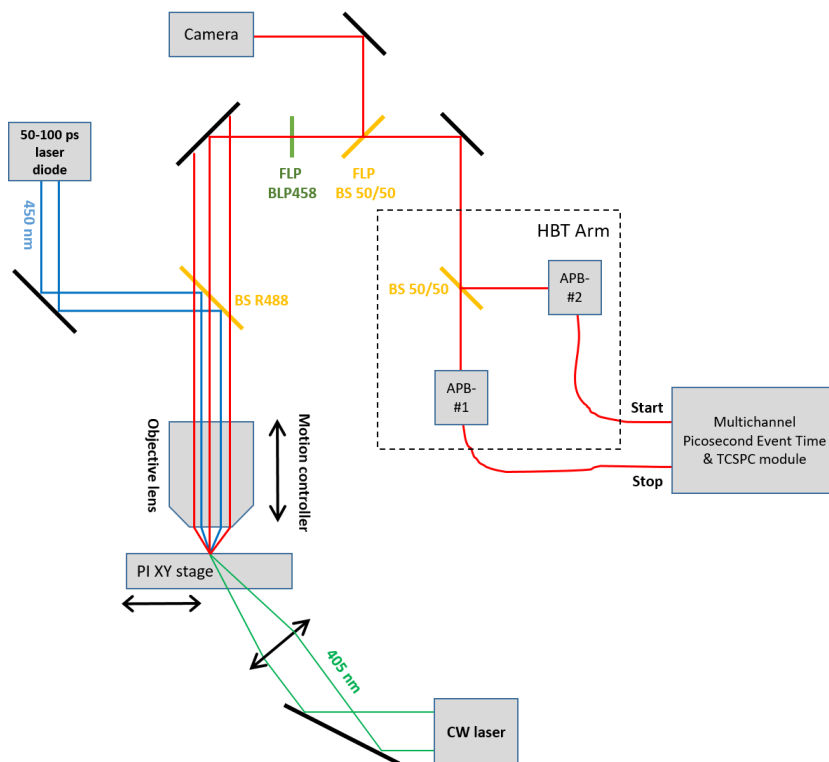 Camera
50-100 ps
laser
diode
450 nm
FLP
BLP458
FLP
BS 50/50
HBT Arm
BS R488
BS 50/50
APB-
#2
APB-
#1
Start
Stop
Multichannel
Picosecond Event Time
& TCSPC module
Objective lens
Motion controller
PI XY stage
405 nm
CW laser